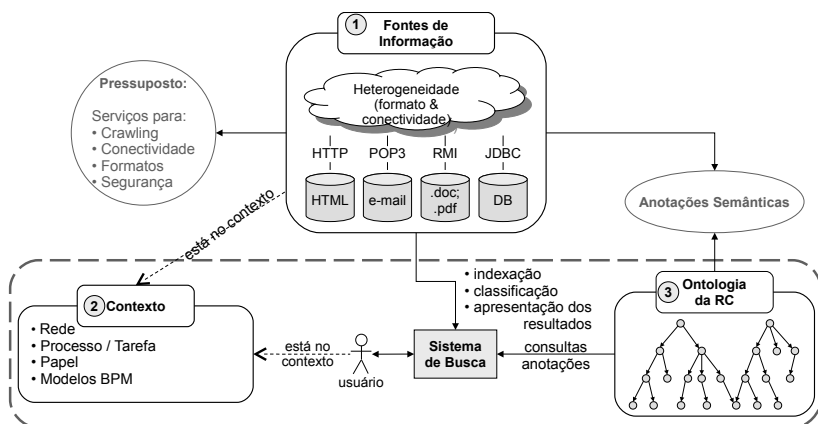 1
Fontes de
Informação
Pressuposto:
Serviços para:
• Crawling
• Conectividade
• Formatos
• Segurança
Heterogeneidade
(formato &
conectividade)
HTTP POP3 RMI JDBC
HTML e-mail .doc; DB
.pdf
Anotações Semânticas
está no contexto
• indexação
• classificação
• apresentação dos
resultados
2 Contexto
• Rede
• Processo / Tarefa
• Papel
• Modelos BPM
está no
contexto
usuário
Sistema
de Busca
consultas
anotações
3 Ontologia
da RC